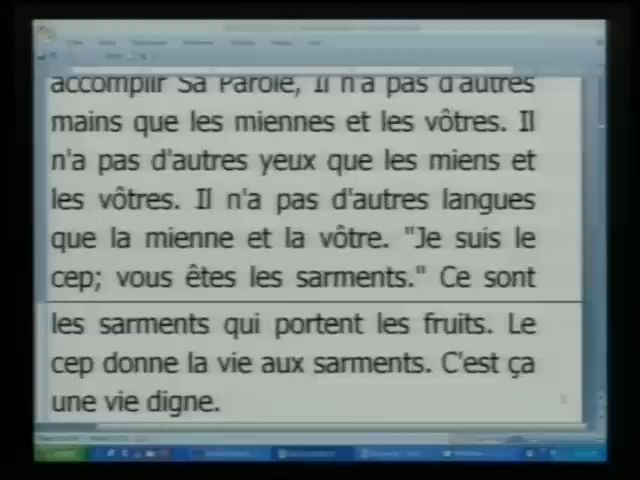 accomplir Sa Parole, Il n'a pas d'autres
mains que les miennes et les vôtres. Il
n'a pas d'autres yeux que les miens et
les vôtres. Il n'a pas d'autres langues
que la mienne et la vôtre. "Je suis le
cep; vous êtes les sarments." Ce sont
les sarments qui portent les fruits. Le
cep donne la vie aux sarments. C'est ça
une vie digne.